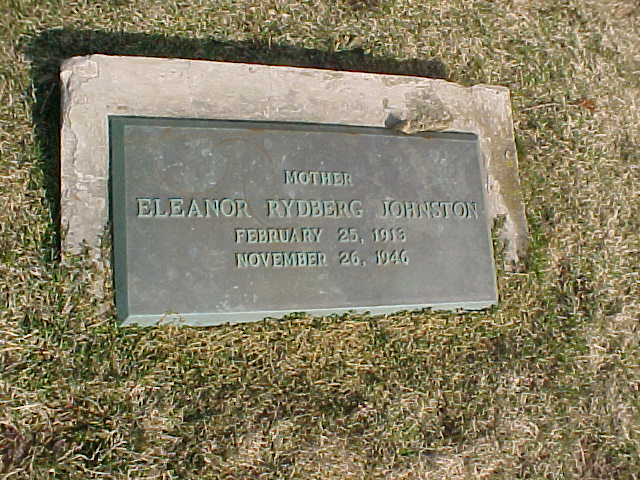 MOTHER
ELEANOR RYDBERG JOHNSTON
FEBRUARY 25, 1913
NOVEMBER 26, 1946